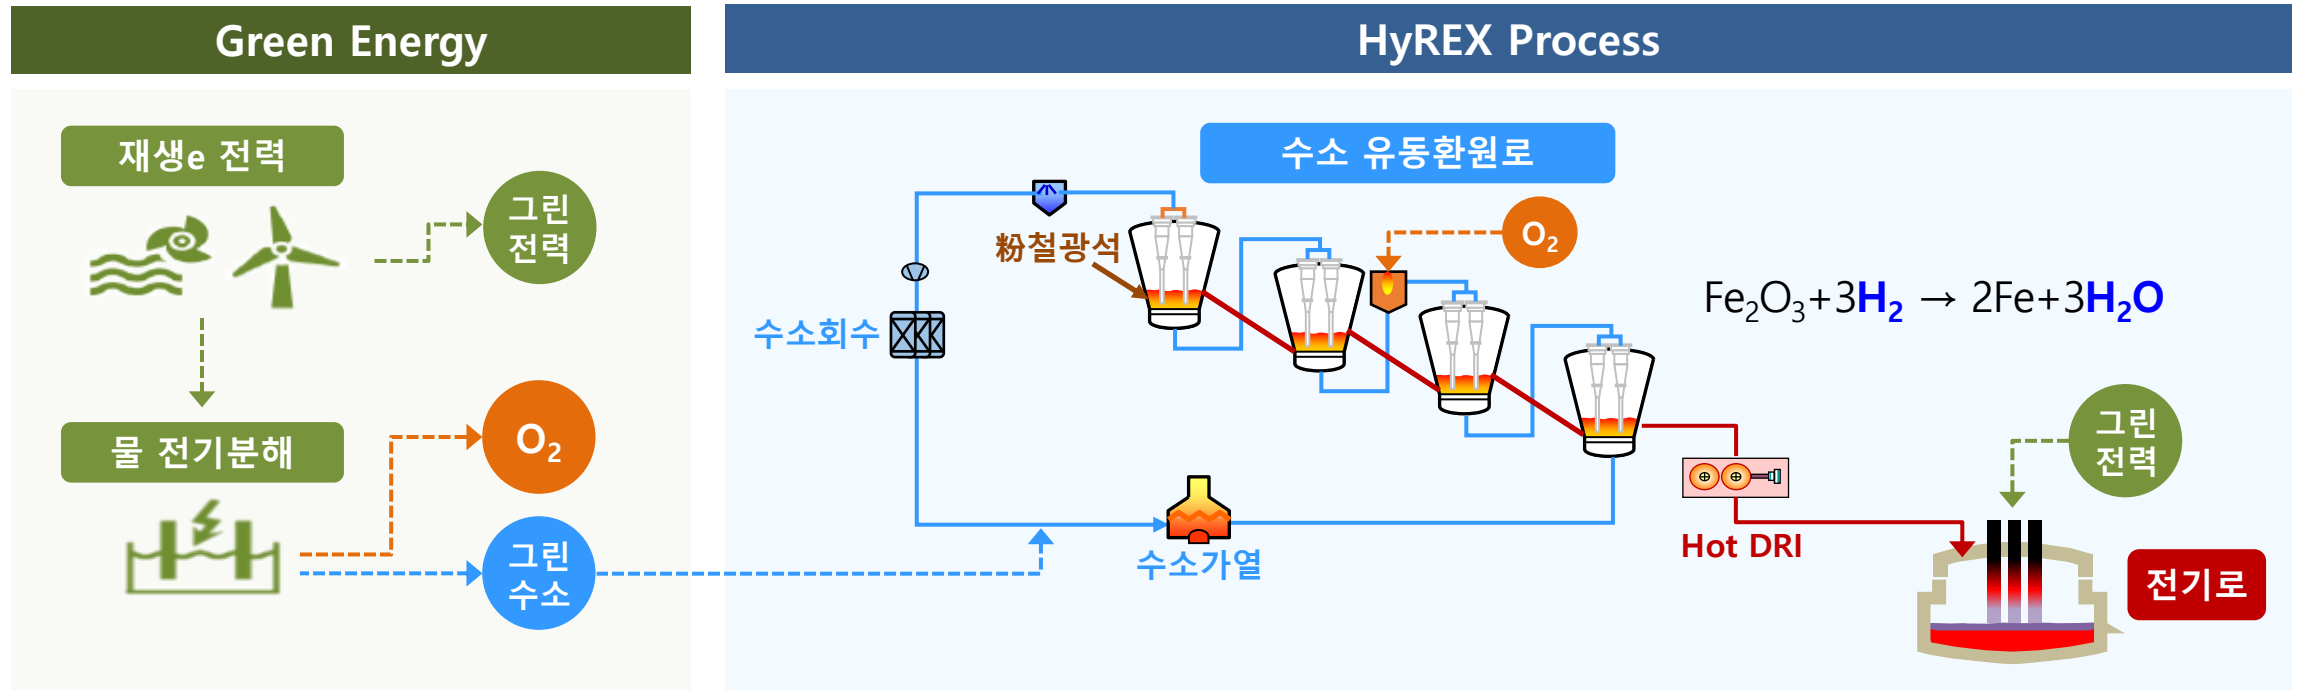 Green Energy
HyREX Process
재생e 전력
그린
전력
물 전기분해
O₂
그린
수소
수소 유동환원로
粉철광석
O₂
수소회수
수소가열
Fe₂O₃+3H₂ → 2Fe+3H₂O
그린
전력
Hot DRI
전기로